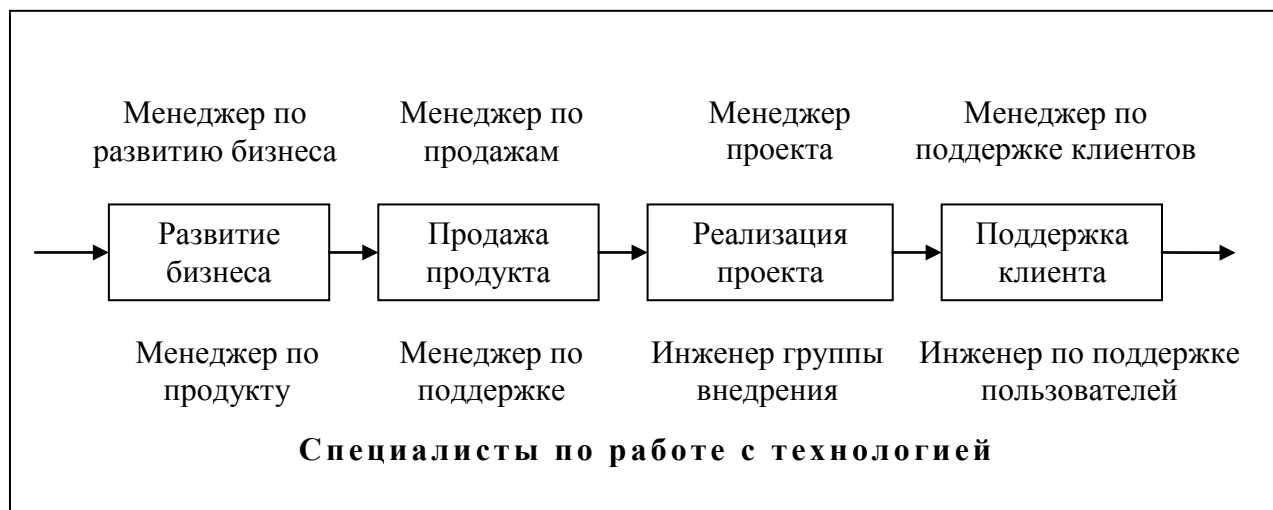 Менеджер по
развитию бизнеса
Менеджер по
продажам
Менеджер
проекта
Менеджер по
поддержке клиентов
Развитие
бизнеса
Продажа
продукта
Реализация
проекта
Поддержка
клиента
Менеджер по
продукту
Менеджер по
поддержке
Инженер группы
внедрения
Инженер по поддержке
пользователей
Специалисты по работе с технологией